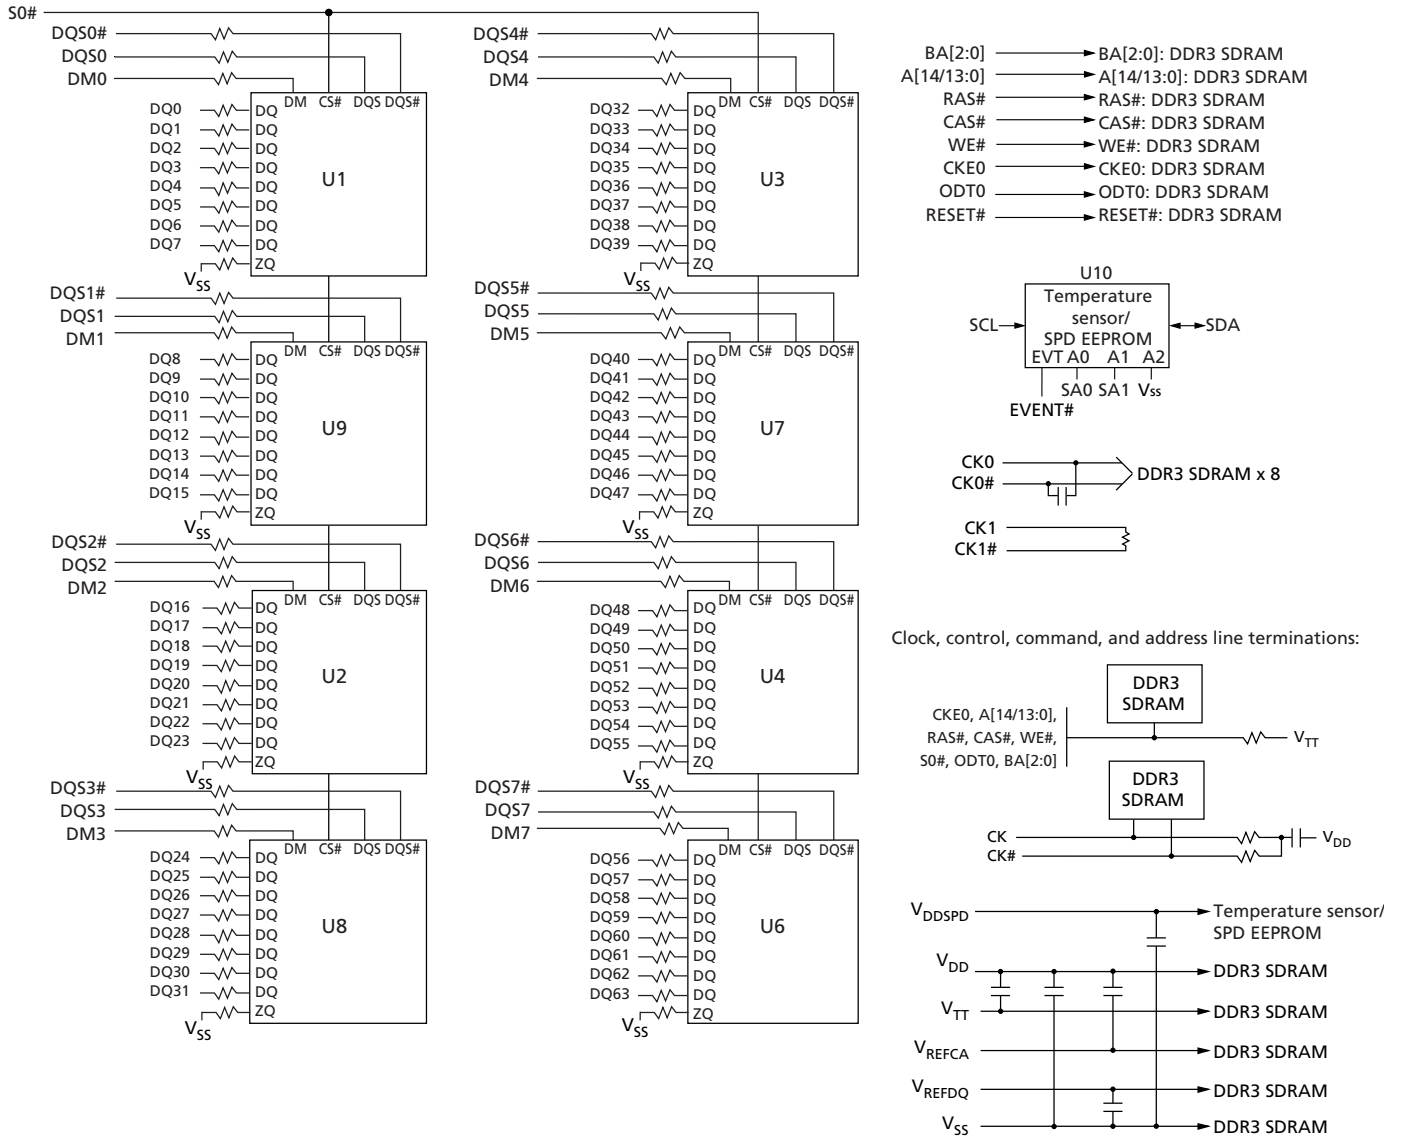 S0#
DQS0#
DQS0
DM0
DM CS# DQS DQS#
DQ0 DQ
DQ1 DQ
DQ2 DQ
DQ3 DQ
DQ4 DQ
DQ5 DQ
DQ6 DQ
DQ7 DQ
VSS ZQ
U1
DQS1#
DQS1
DM1
DM CS# DQS DQS#
DQ8 DQ
DQ9 DQ
DQ10 DQ
DQ11 DQ
DQ12 DQ
DQ13 DQ
DQ14 DQ
DQ15 DQ
VSS ZQ
U9
DQS2#
DQS2
DM2
DM CS# DQS DQS#
DQ16 DQ
DQ17 DQ
DQ18 DQ
DQ19 DQ
DQ20 DQ
DQ21 DQ
DQ22 DQ
DQ23 DQ
VSS ZQ
U2
DQS3#
DQS3
DM3
DM CS# DQS DQS#
DQ24 DQ
DQ25 DQ
DQ26 DQ
DQ27 DQ
DQ28 DQ
DQ29 DQ
DQ30 DQ
DQ31 DQ
VSS ZQ
U8
DQS4#
DQS4
DM4
DM CS# DQS DQS#
DQ32 DQ
DQ33 DQ
DQ34 DQ
DQ35 DQ
DQ36 DQ
DQ37 DQ
DQ38 DQ
DQ39 DQ
VSS ZQ
U3
DQS5#
DQS5
DM5
DM CS# DQS DQS#
DQ40 DQ
DQ41 DQ
DQ42 DQ
DQ43 DQ
DQ44 DQ
DQ45 DQ
DQ46 DQ
DQ47 DQ
VSS ZQ
U7
DQS6#
DQS6
DM6
DM CS# DQS DQS#
DQ48 DQ
DQ49 DQ
DQ50 DQ
DQ51 DQ
DQ52 DQ
DQ53 DQ
DQ54 DQ
DQ55 DQ
VSS ZQ
U4
DQS7#
DQS7
DM7
DM CS# DQS DQS#
DQ56 DQ
DQ57 DQ
DQ58 DQ
DQ59 DQ
DQ60 DQ
DQ61 DQ
DQ62 DQ
DQ63 DQ
VSS ZQ
U6
BA[2:0] BA[2:0]: DDR3 SDRAM
A[14/13:0] A[14/13:0]: DDR3 SDRAM
RAS# RAS#: DDR3 SDRAM
CAS# CAS#: DDR3 SDRAM
WE# WE#: DDR3 SDRAM
CKE0 CKE0: DDR3 SDRAM
ODT0 ODT0: DDR3 SDRAM
RESET# RESET#: DDR3 SDRAM
U10
Temperature
sensor/
SPD EEPROM
SCL SDA
EVT A0 A1 A2
SA0 SA1 Vss
EVENT#
CK0
CK0#
DDR3 SDRAM x 8
CK1
CK1#
Clock, control, command, and address line terminations:
DDR3
SDRAM
CKE0, A[14/13:0],
RAS#, CAS#, WE#,
S0#, ODT0, BA[2:0]
VTT
DDR3
SDRAM
CK
CK#
VDD
VDDSPD Temperature sensor/
SPD EEPROM
VDD DDR3 SDRAM
VTT DDR3 SDRAM
VREFCA DDR3 SDRAM
VREFDQ DDR3 SDRAM
VSS DDR3 SDRAM